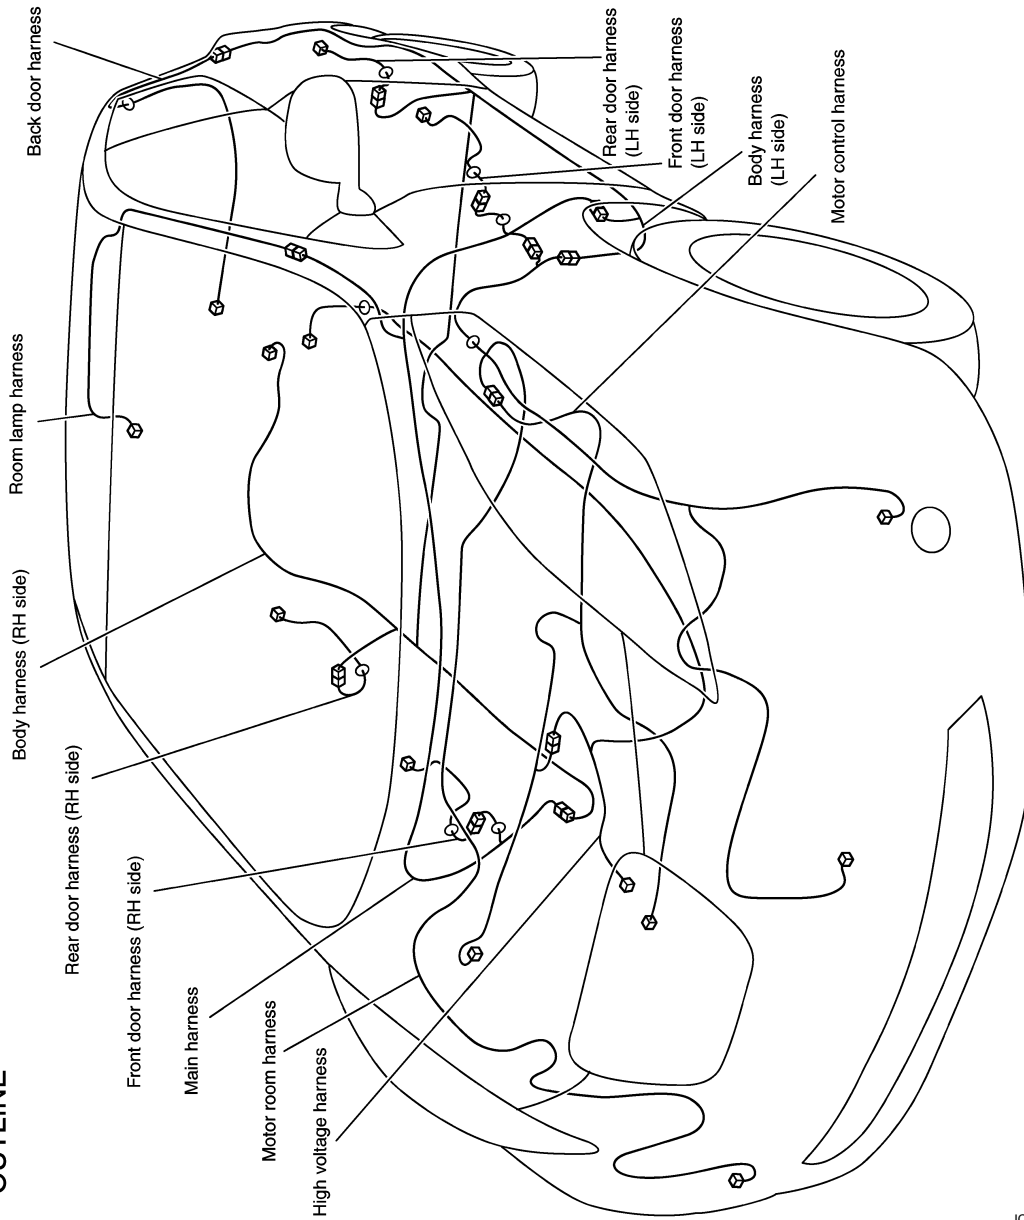 OUTLINE
Room lamp harness
Body harness (RH side)
Back door harness
Rear door harness (RH side)
Front door harness (RH side)
Main harness
Motor room harness
High voltage harness
Rear door harness
(LH side)
Front door harness
(LH side)
Body harness
(LH side)
Motor control harness